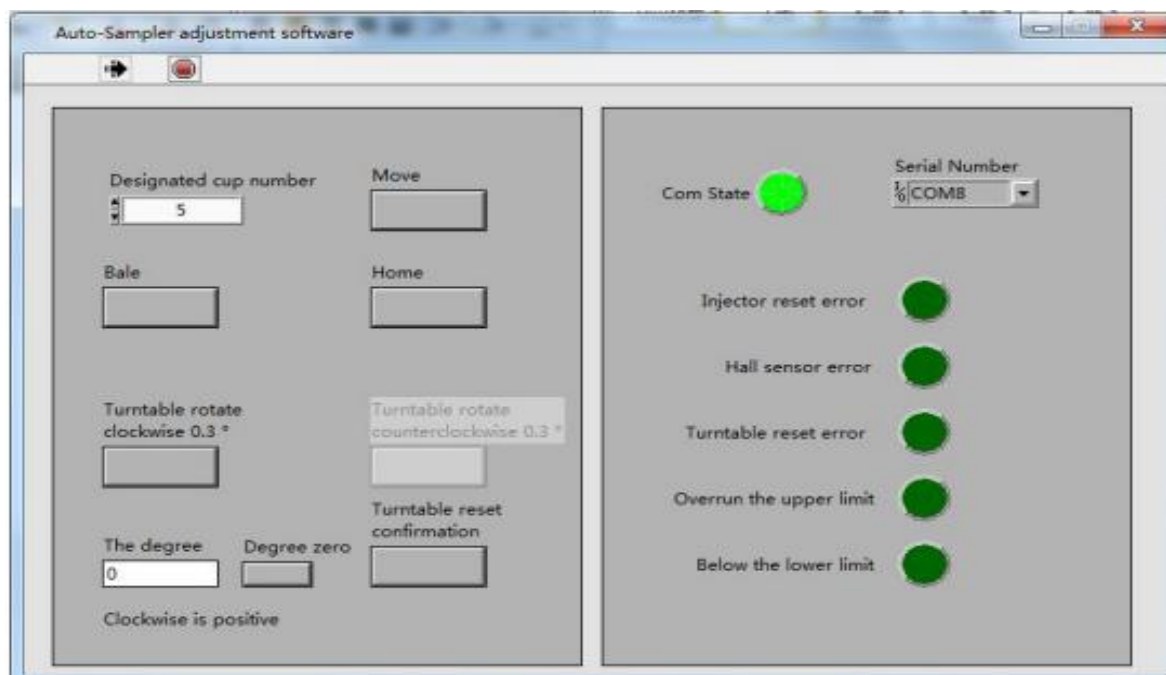 Auto-Sampler adjustment software
Designated cup number
5
Move
Bale
Home
Turntable rotate
clockwise 0.3 °
Turntable rotate
counterclockwise 0.3 °
Turntable reset
confirmation
The degree
0
Degree zero
Clockwise is positive
Com State
Serial Number
COM8
Injector reset error
Hall sensor error
Turntable reset error
Overrun the upper limit
Below the lower limit